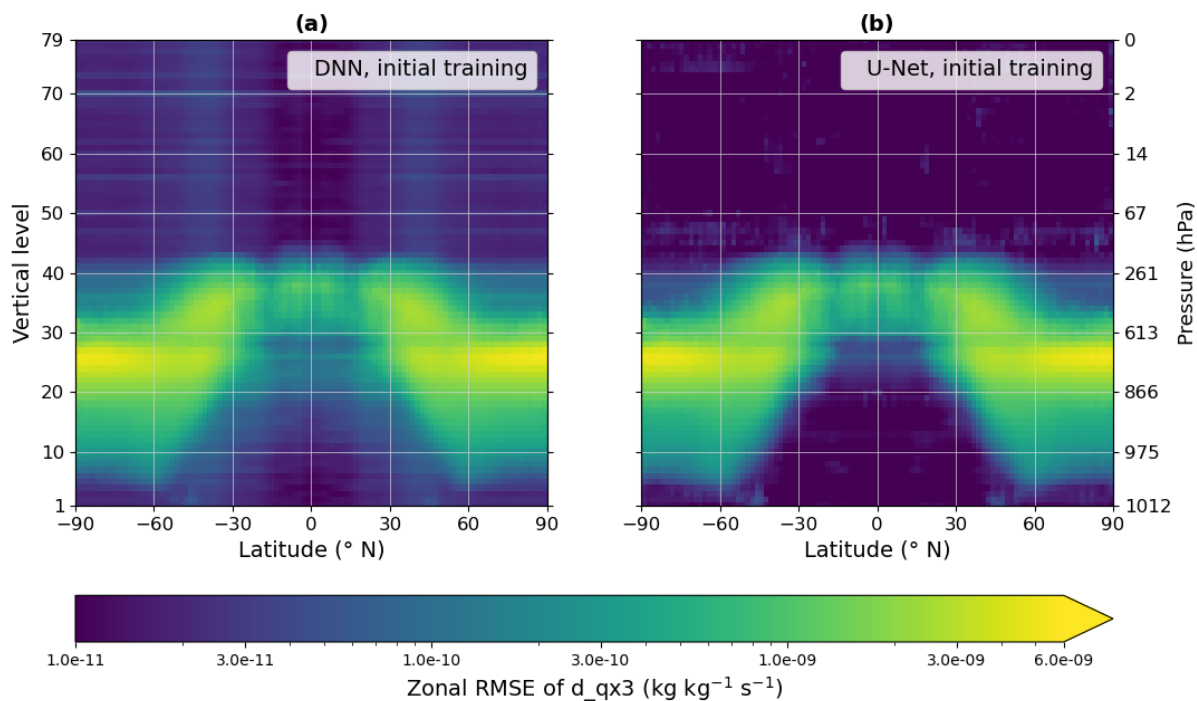 (a)
(b)
DNN, initial training
U-Net, initial training
79
70
60
50
40
30
20
10
1
Vertical level
0
2
14
67
261
613
866
975
1012
Pressure (hPa)
−90 −60 −30 0 30 60 90
−90 −60 −30 0 30 60 90
Latitude (° N)
Latitude (° N)
1.0e-11 3.0e-11 1.0e-10 3.0e-10 1.0e-09 3.0e-09 6.0e-09
Zonal RMSE of d_qx3 (kg kg⁻¹ s⁻¹)